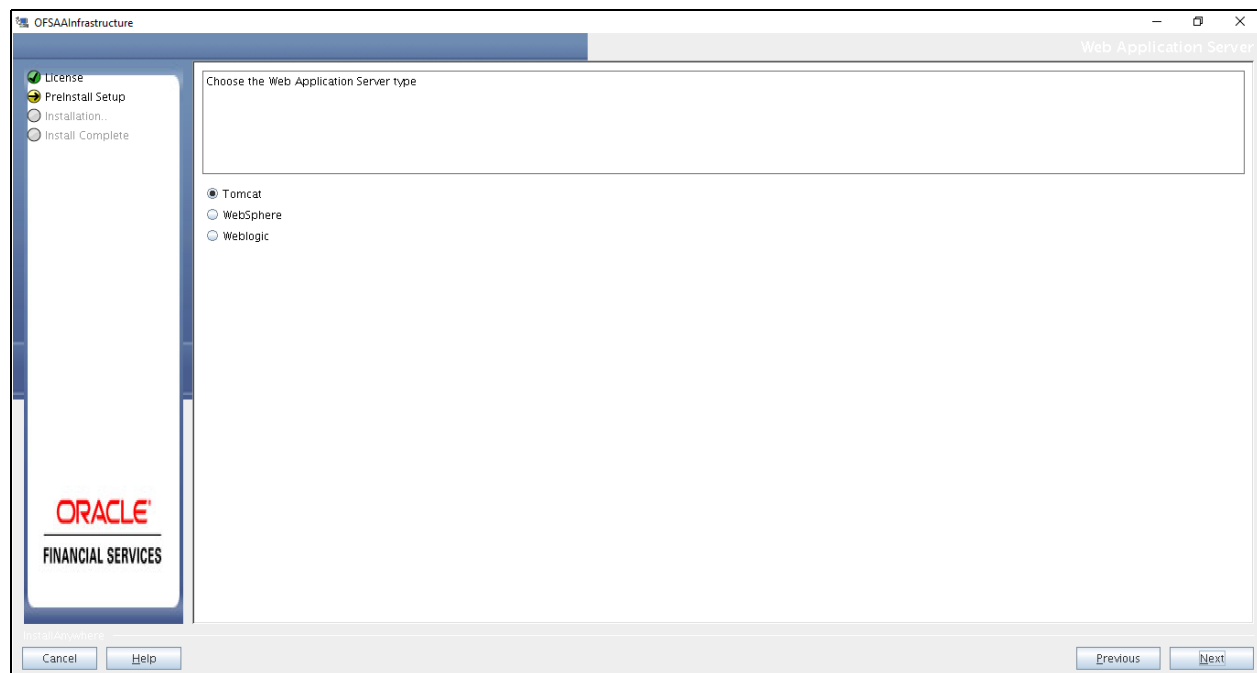 OFSAAInfrastructure
Web Application Server
License
PreInstall Setup
Installation..
Install Complete
Choose the Web Application Server type
Tomcat
WebSphere
Weblogic
ORACLE'
FINANCIAL SERVICES
InstallAnywhere
Cancel
Help
Previous
Next